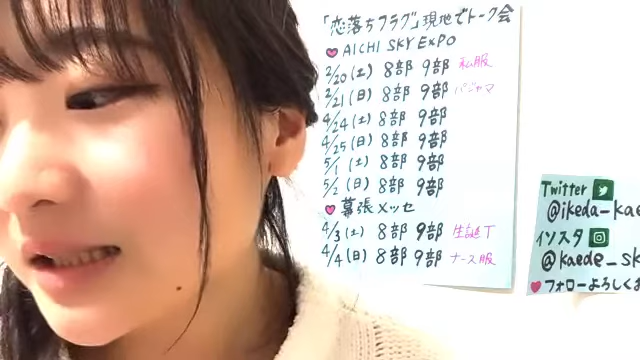 「恋落ちフラグ」現地でトーク会
AICHI SKY EXPO
2/20(土) 8部 9部 私服
2/21(日) 8部 9部 パジャマ
4/24(土) 8部 9部
4/25(日) 8部 9部
5/1 (土) 8部 9部
5/2 (日) 8部 9部
幕張メッセ
4/3(土) 8部 9部 生誕T
4/4(日) 8部 9部 ナース服
Twitter
@ikeda_kae
インスタ
@kaede_sk
フォローよろしくお